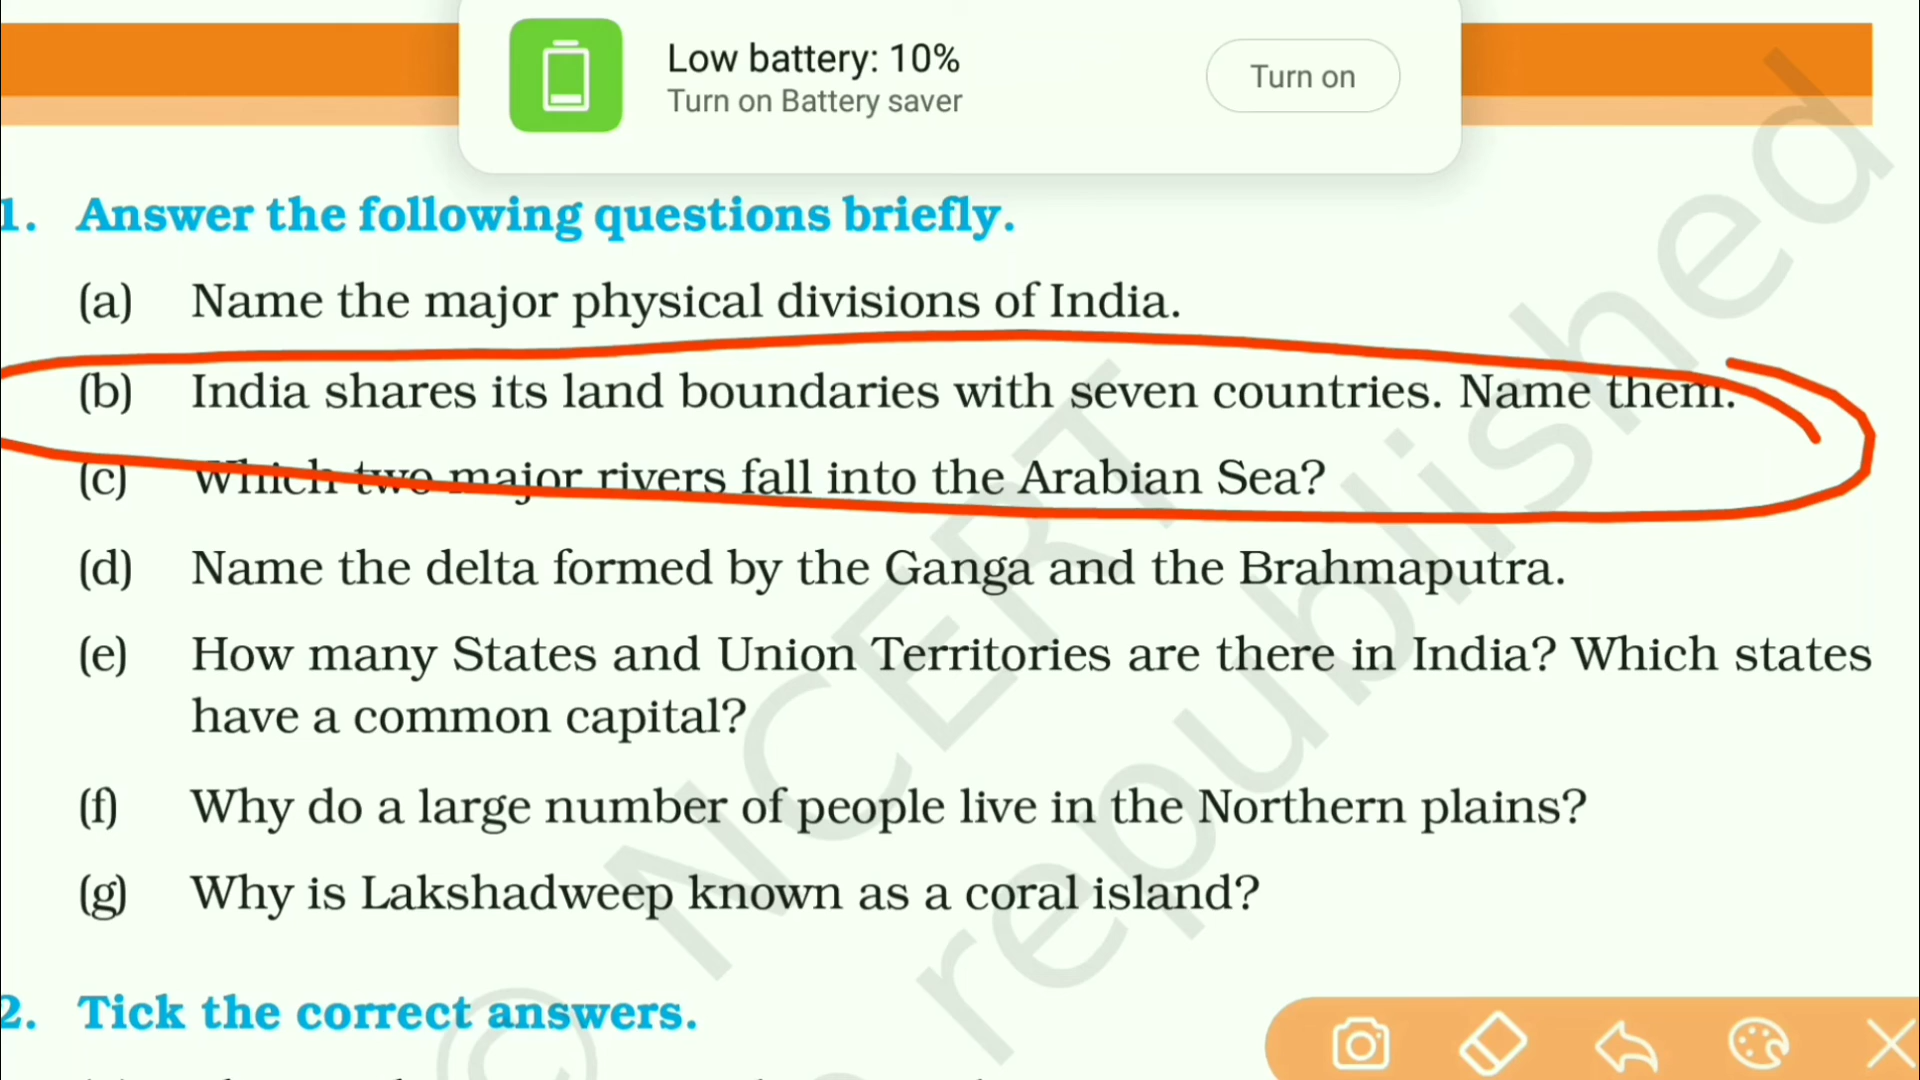 Low battery: 10%
Turn on Battery saver
Turn on
1. Answer the following questions briefly.
(a) Name the major physical divisions of India.
(b) India shares its land boundaries with seven countries. Name them.
(c) Which two major rivers fall into the Arabian Sea?
(d) Name the delta formed by the Ganga and the Brahmaputra.
(e) How many States and Union Territories are there in India? Which states
have a common capital?
(f) Why do a large number of people live in the Northern plains?
(g) Why is Lakshadweep known as a coral island?
2. Tick the correct answers.
© NCERT
republished